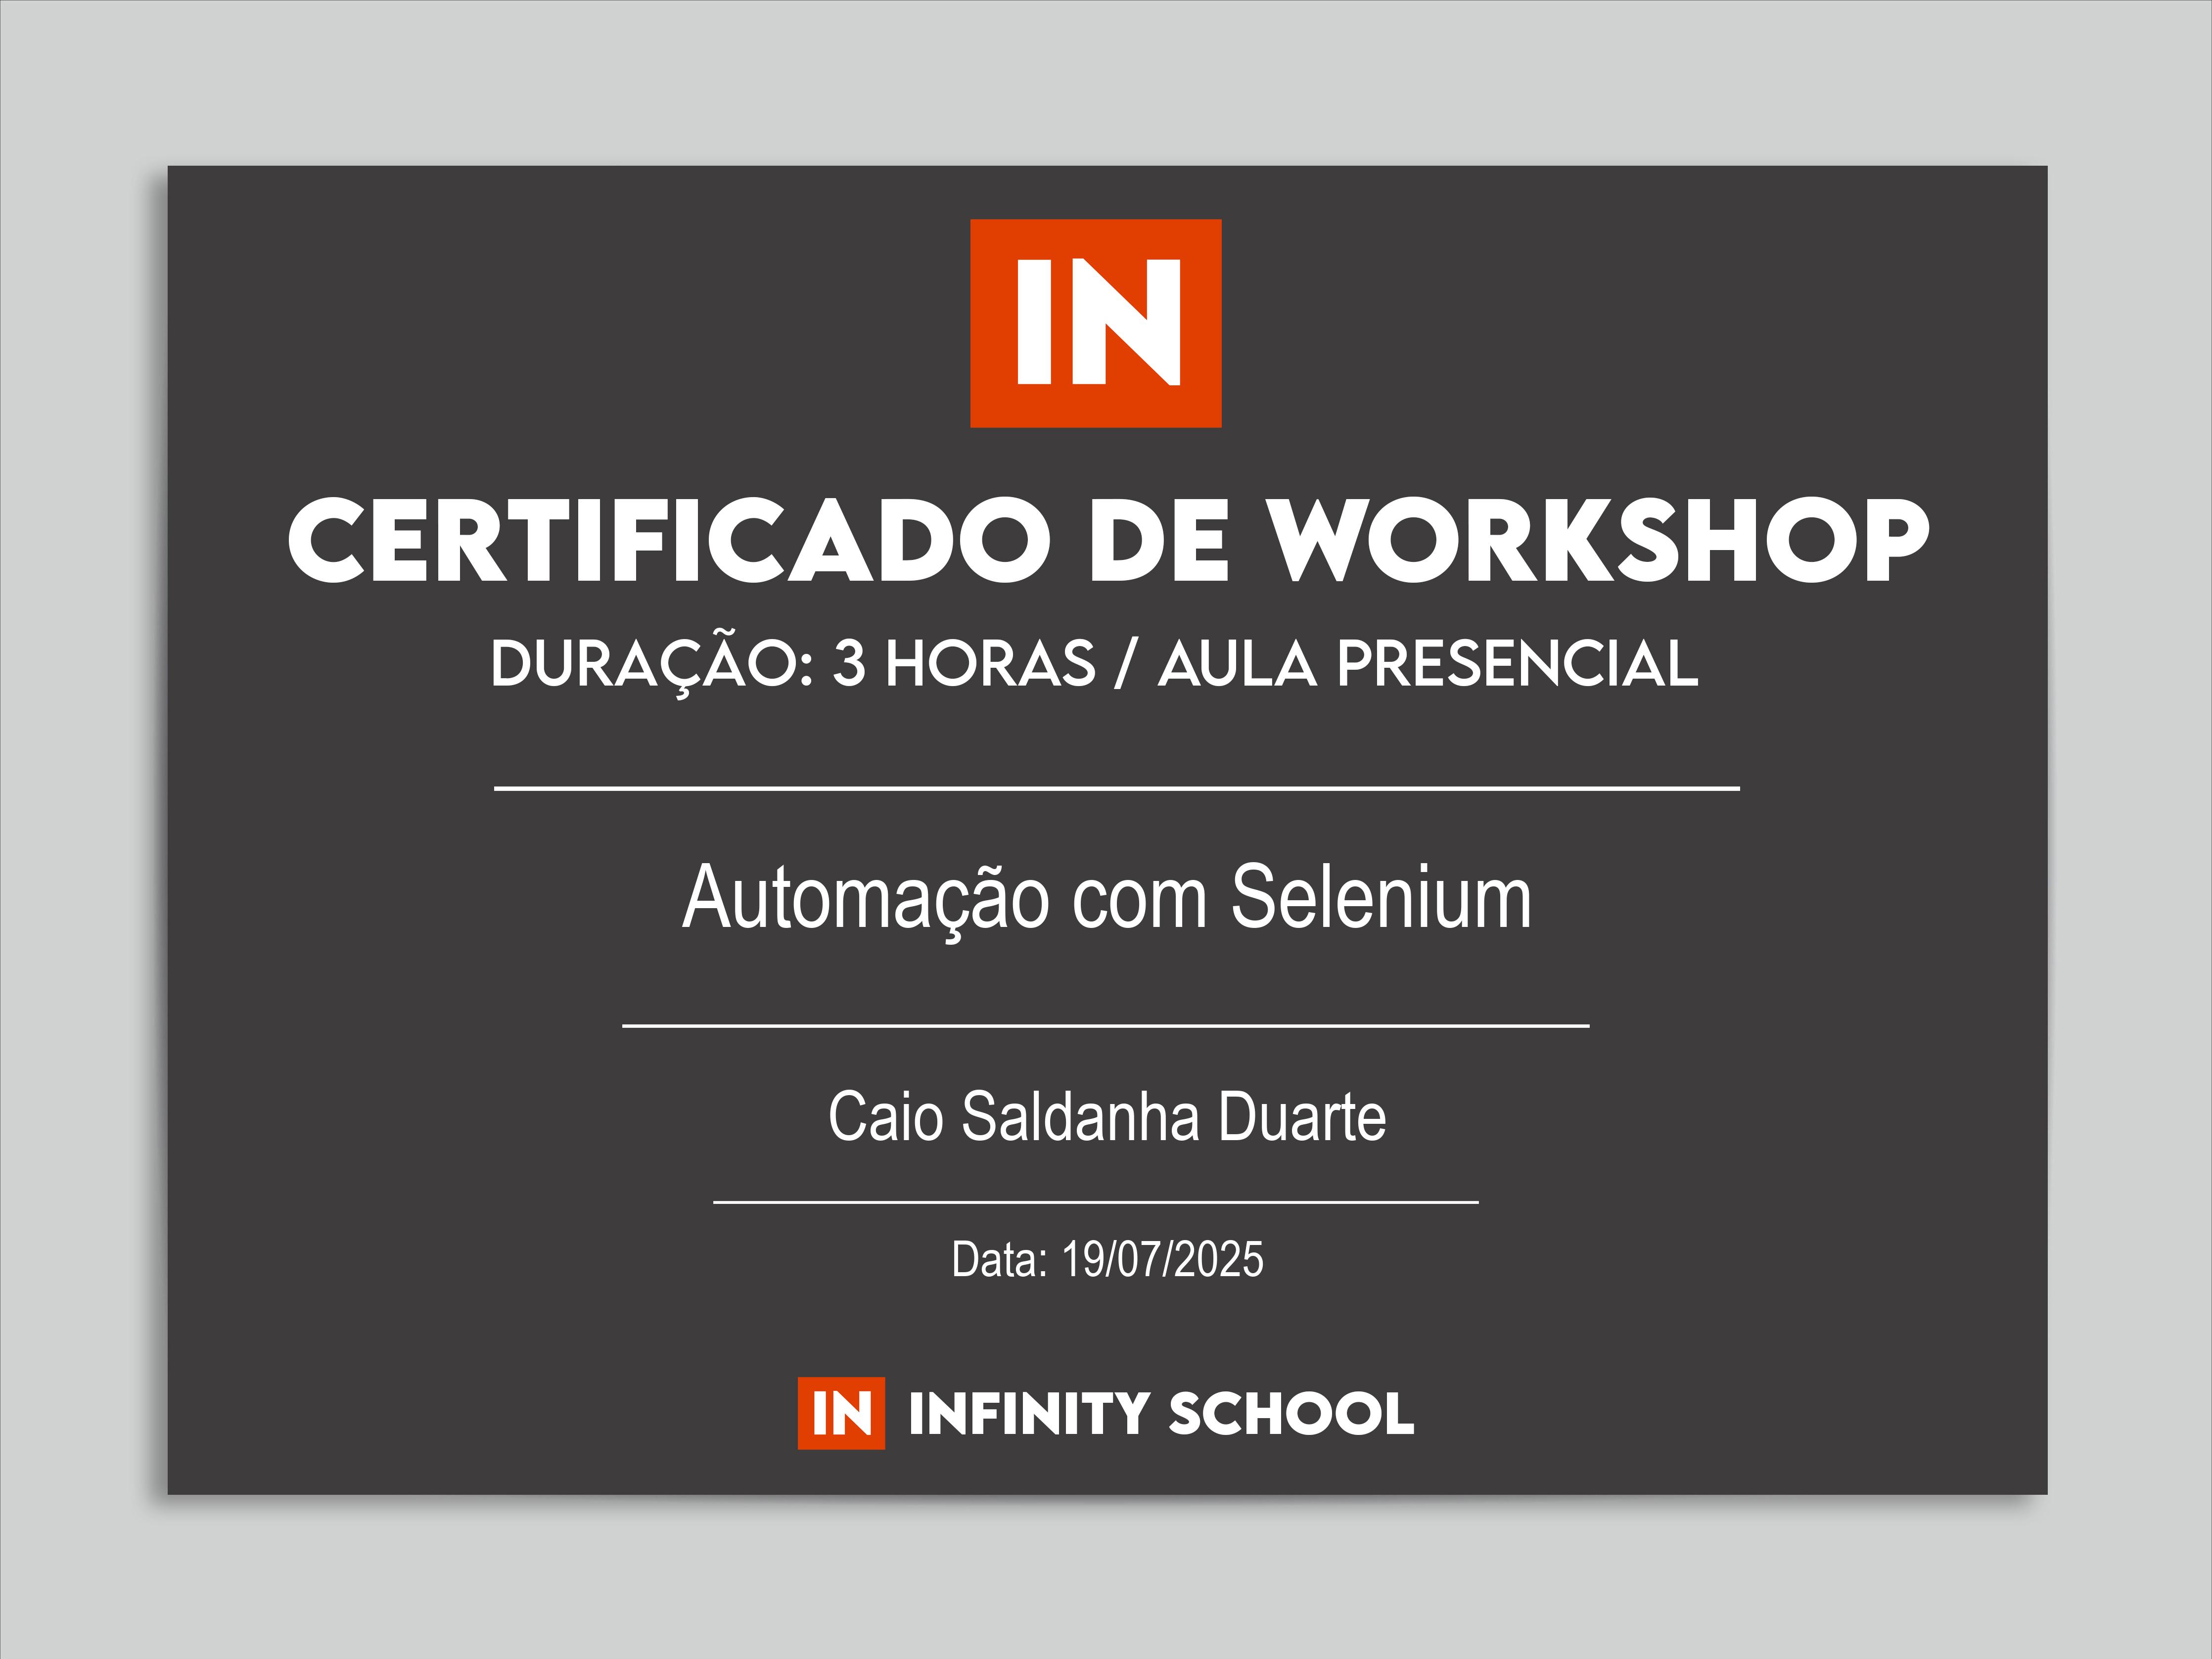 IN
CERTIFICADO DE WORKSHOP
DURAÇÃO: 3 HORAS / AULA PRESENCIAL
Automação com Selenium
Caio Saldanha Duarte
Data: 19/07/2025
IN INFINITY SCHOOL